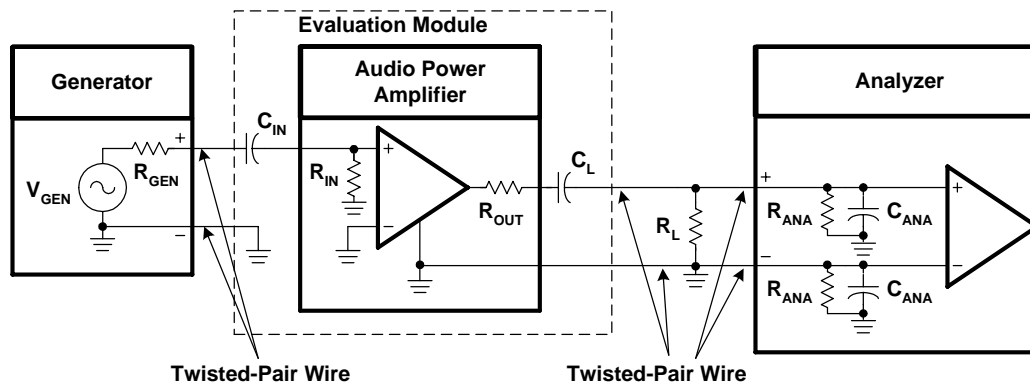 Evaluation Module
Generator
Audio Power
Amplifier
Analyzer
C_IN
+
R_GEN
V_GEN
−
R_IN
+
−
R_OUT
C_L
R_L
+
R_ANA
C_ANA
+
−
R_ANA
C_ANA
−
Twisted-Pair Wire
Twisted-Pair Wire